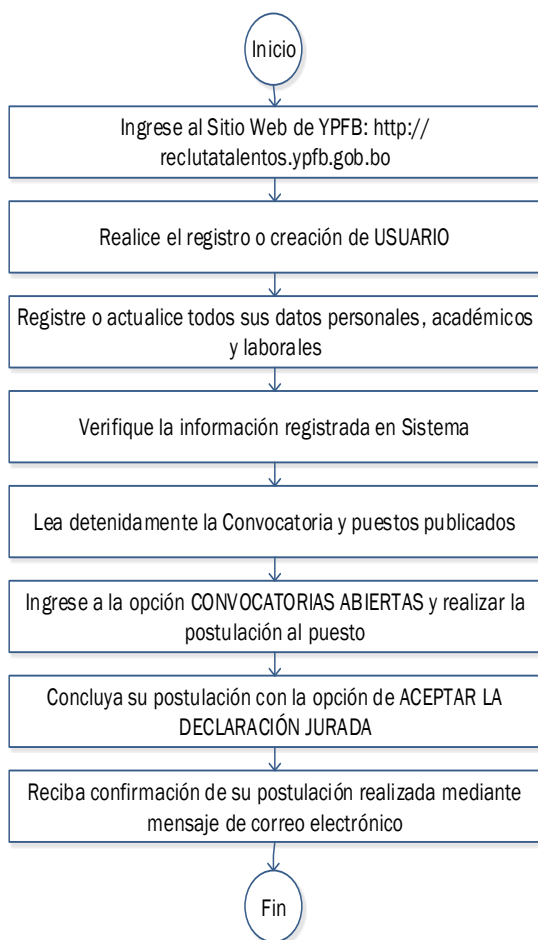 Inicio
Ingrese al Sitio Web de YPFB: http://
reclutatalentos.ypfb.gob.bo
Realice el registro o creación de USUARIO
Registre o actualice todos sus datos personales, académicos
y laborales
Verifique la información registrada en Sistema
Lea detenidamente la Convocatoria y puestos publicados
Ingrese a la opción CONVOCATORIAS ABIERTAS y realizar la
postulación al puesto
Concluya su postulación con la opción de ACEPTAR LA
DECLARACIÓN JURADA
Reciba confirmación de su postulación realizada mediante
mensaje de correo electrónico
Fin